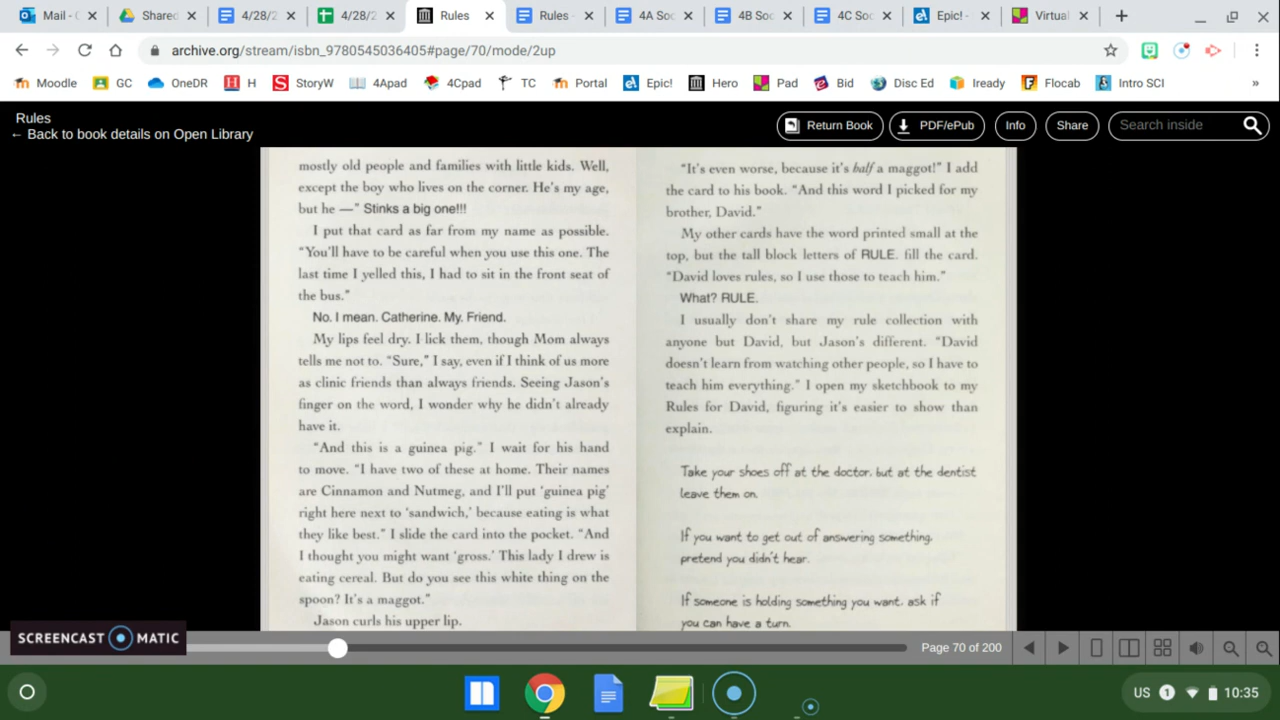 Mail - 
Shared
4/28/2
4/28/2
Rules
Rules -
4A Soc
4B Soc
4C Soc
Epic! -
Virtual
archive.org/stream/isbn_9780545036405#page/70/mode/2up
Moodle GC OneDR H StoryW 4Apad 4Cpad TC Portal Epic! Hero Pad Bid Disc Ed Iready Flocab Intro SCI »
Rules
← Back to book details on Open Library
Return Book PDF/ePub Info Share Search inside
mostly old people and families with little kids. Well,
except the boy who lives on the corner. He's my age,
but he —" Stinks a big one!!!
I put that card as far from my name as possible.
"You'll have to be careful when you use this one. The
last time I yelled this, I had to sit in the front seat of
the bus."
No. I mean. Catherine. My. Friend.
My lips feel dry. I lick them, though Mom always
tells me not to. "Sure," I say, even if I think of us more
as clinic friends than always friends. Seeing Jason's
finger on the word, I wonder why he didn't already
have it.
"And this is a guinea pig." I wait for his hand
to move. "I have two of these at home. Their names
are Cinnamon and Nutmeg, and I'll put 'guinea pig'
right here next to 'sandwich,' because eating is what
they like best." I slide the card into the pocket. "And
I thought you might want 'gross.' This lady I drew is
eating cereal. But do you see this white thing on the
spoon? It's a maggot."
Jason curls his upper lip.
"It's even worse, because it's half a maggot!" I add
the card to his book. "And this word I picked for my
brother, David."
My other cards have the word printed small at the
top, but the tall block letters of RULE. fill the card.
"David loves rules, so I use those to teach him."
What? RULE.
I usually don't share my rule collection with
anyone but David, but Jason's different. "David
doesn't learn from watching other people, so I have to
teach him everything." I open my sketchbook to my
Rules for David, figuring it's easier to show than
explain.
Take your shoes off at the doctor, but at the dentist
leave them on.
If you want to get out of answering something,
pretend you didn't hear.
If someone is holding something you want, ask if
you can have a turn.
SCREENCAST MATIC
Page 70 of 200
US 1 10:35